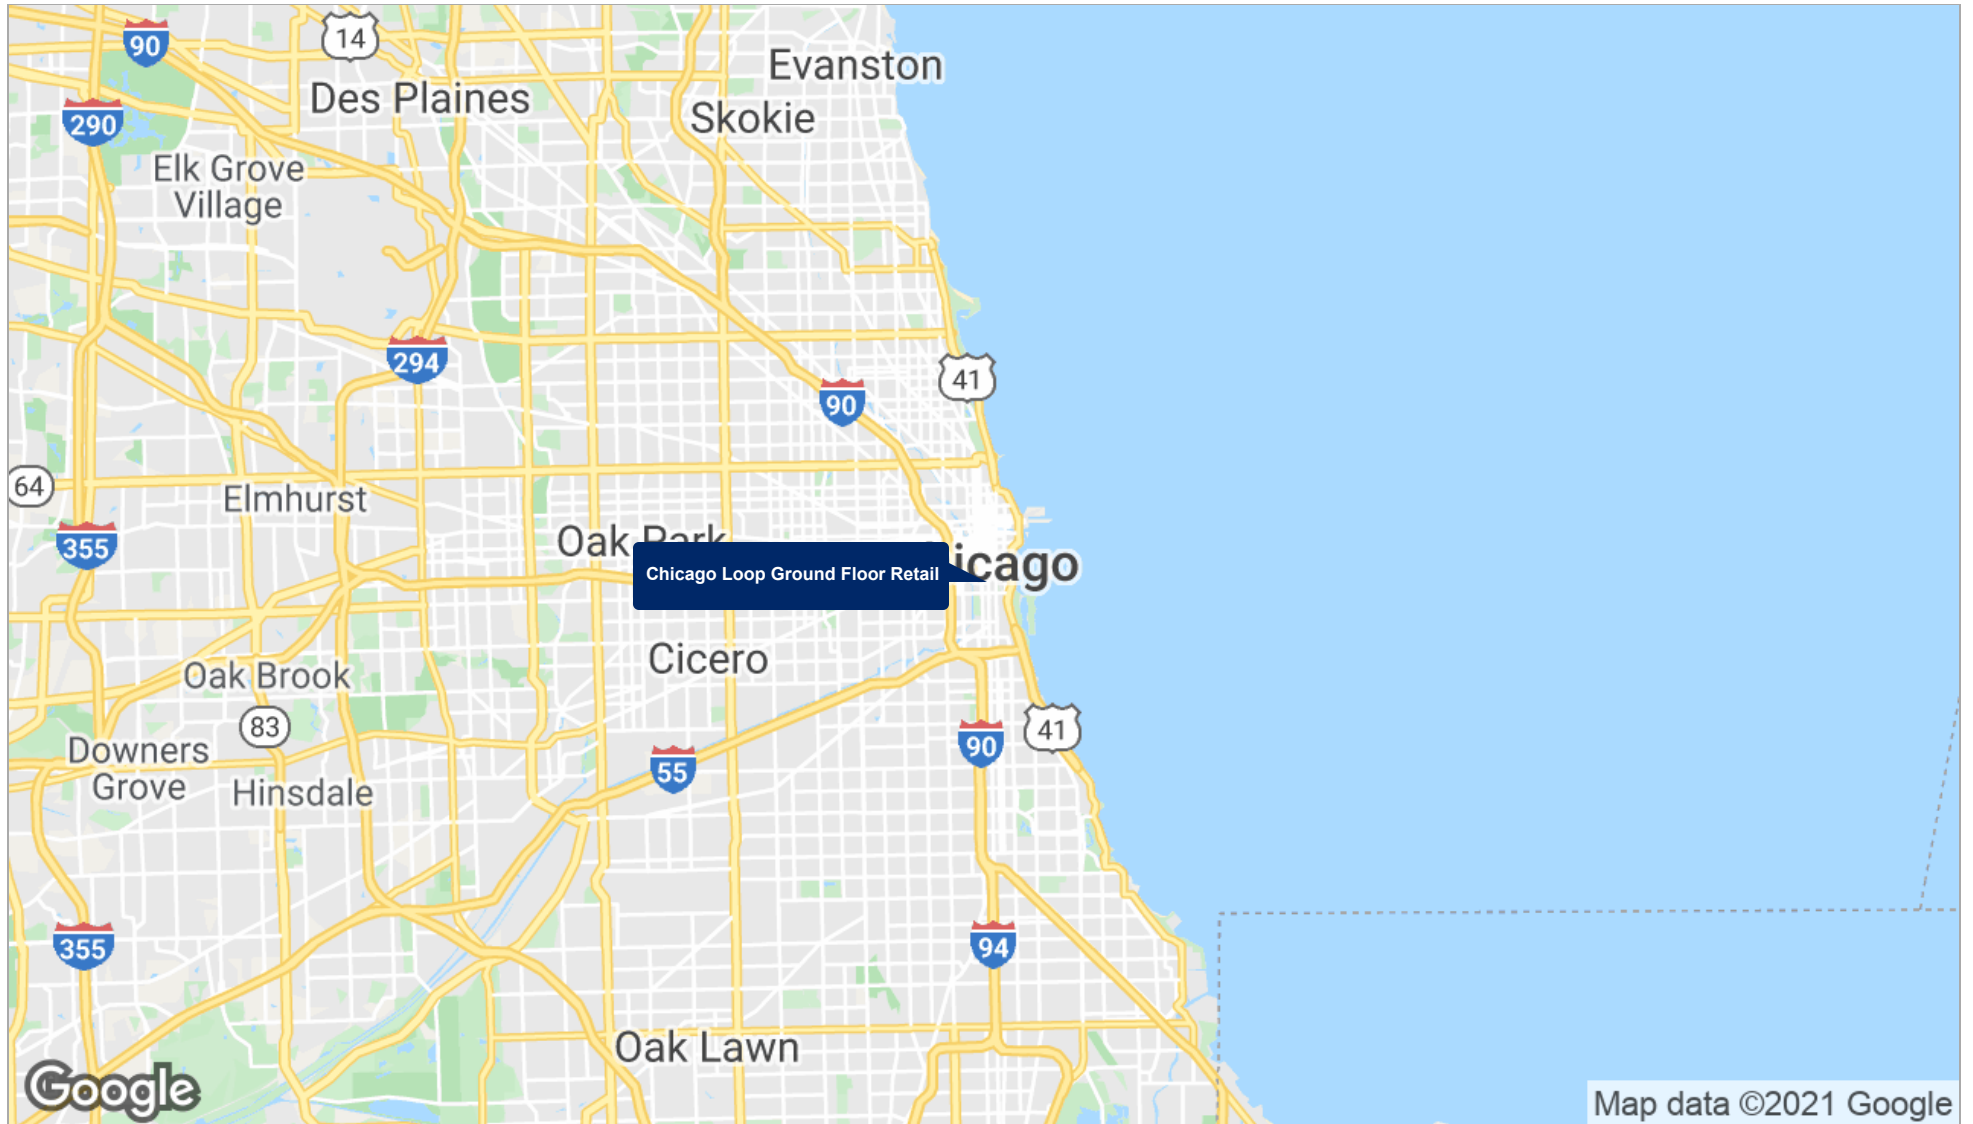 90
14
Evanston
Des Plaines
Skokie
290
Elk Grove
Village
294
41
90
64
Elmhurst
355
Oak Park
icago
Chicago Loop Ground Floor Retail
Cicero
Oak Brook
83
41
90
Downers
Grove
55
Hinsdale
355
94
Oak Lawn
Google
Map data ©2021 Google